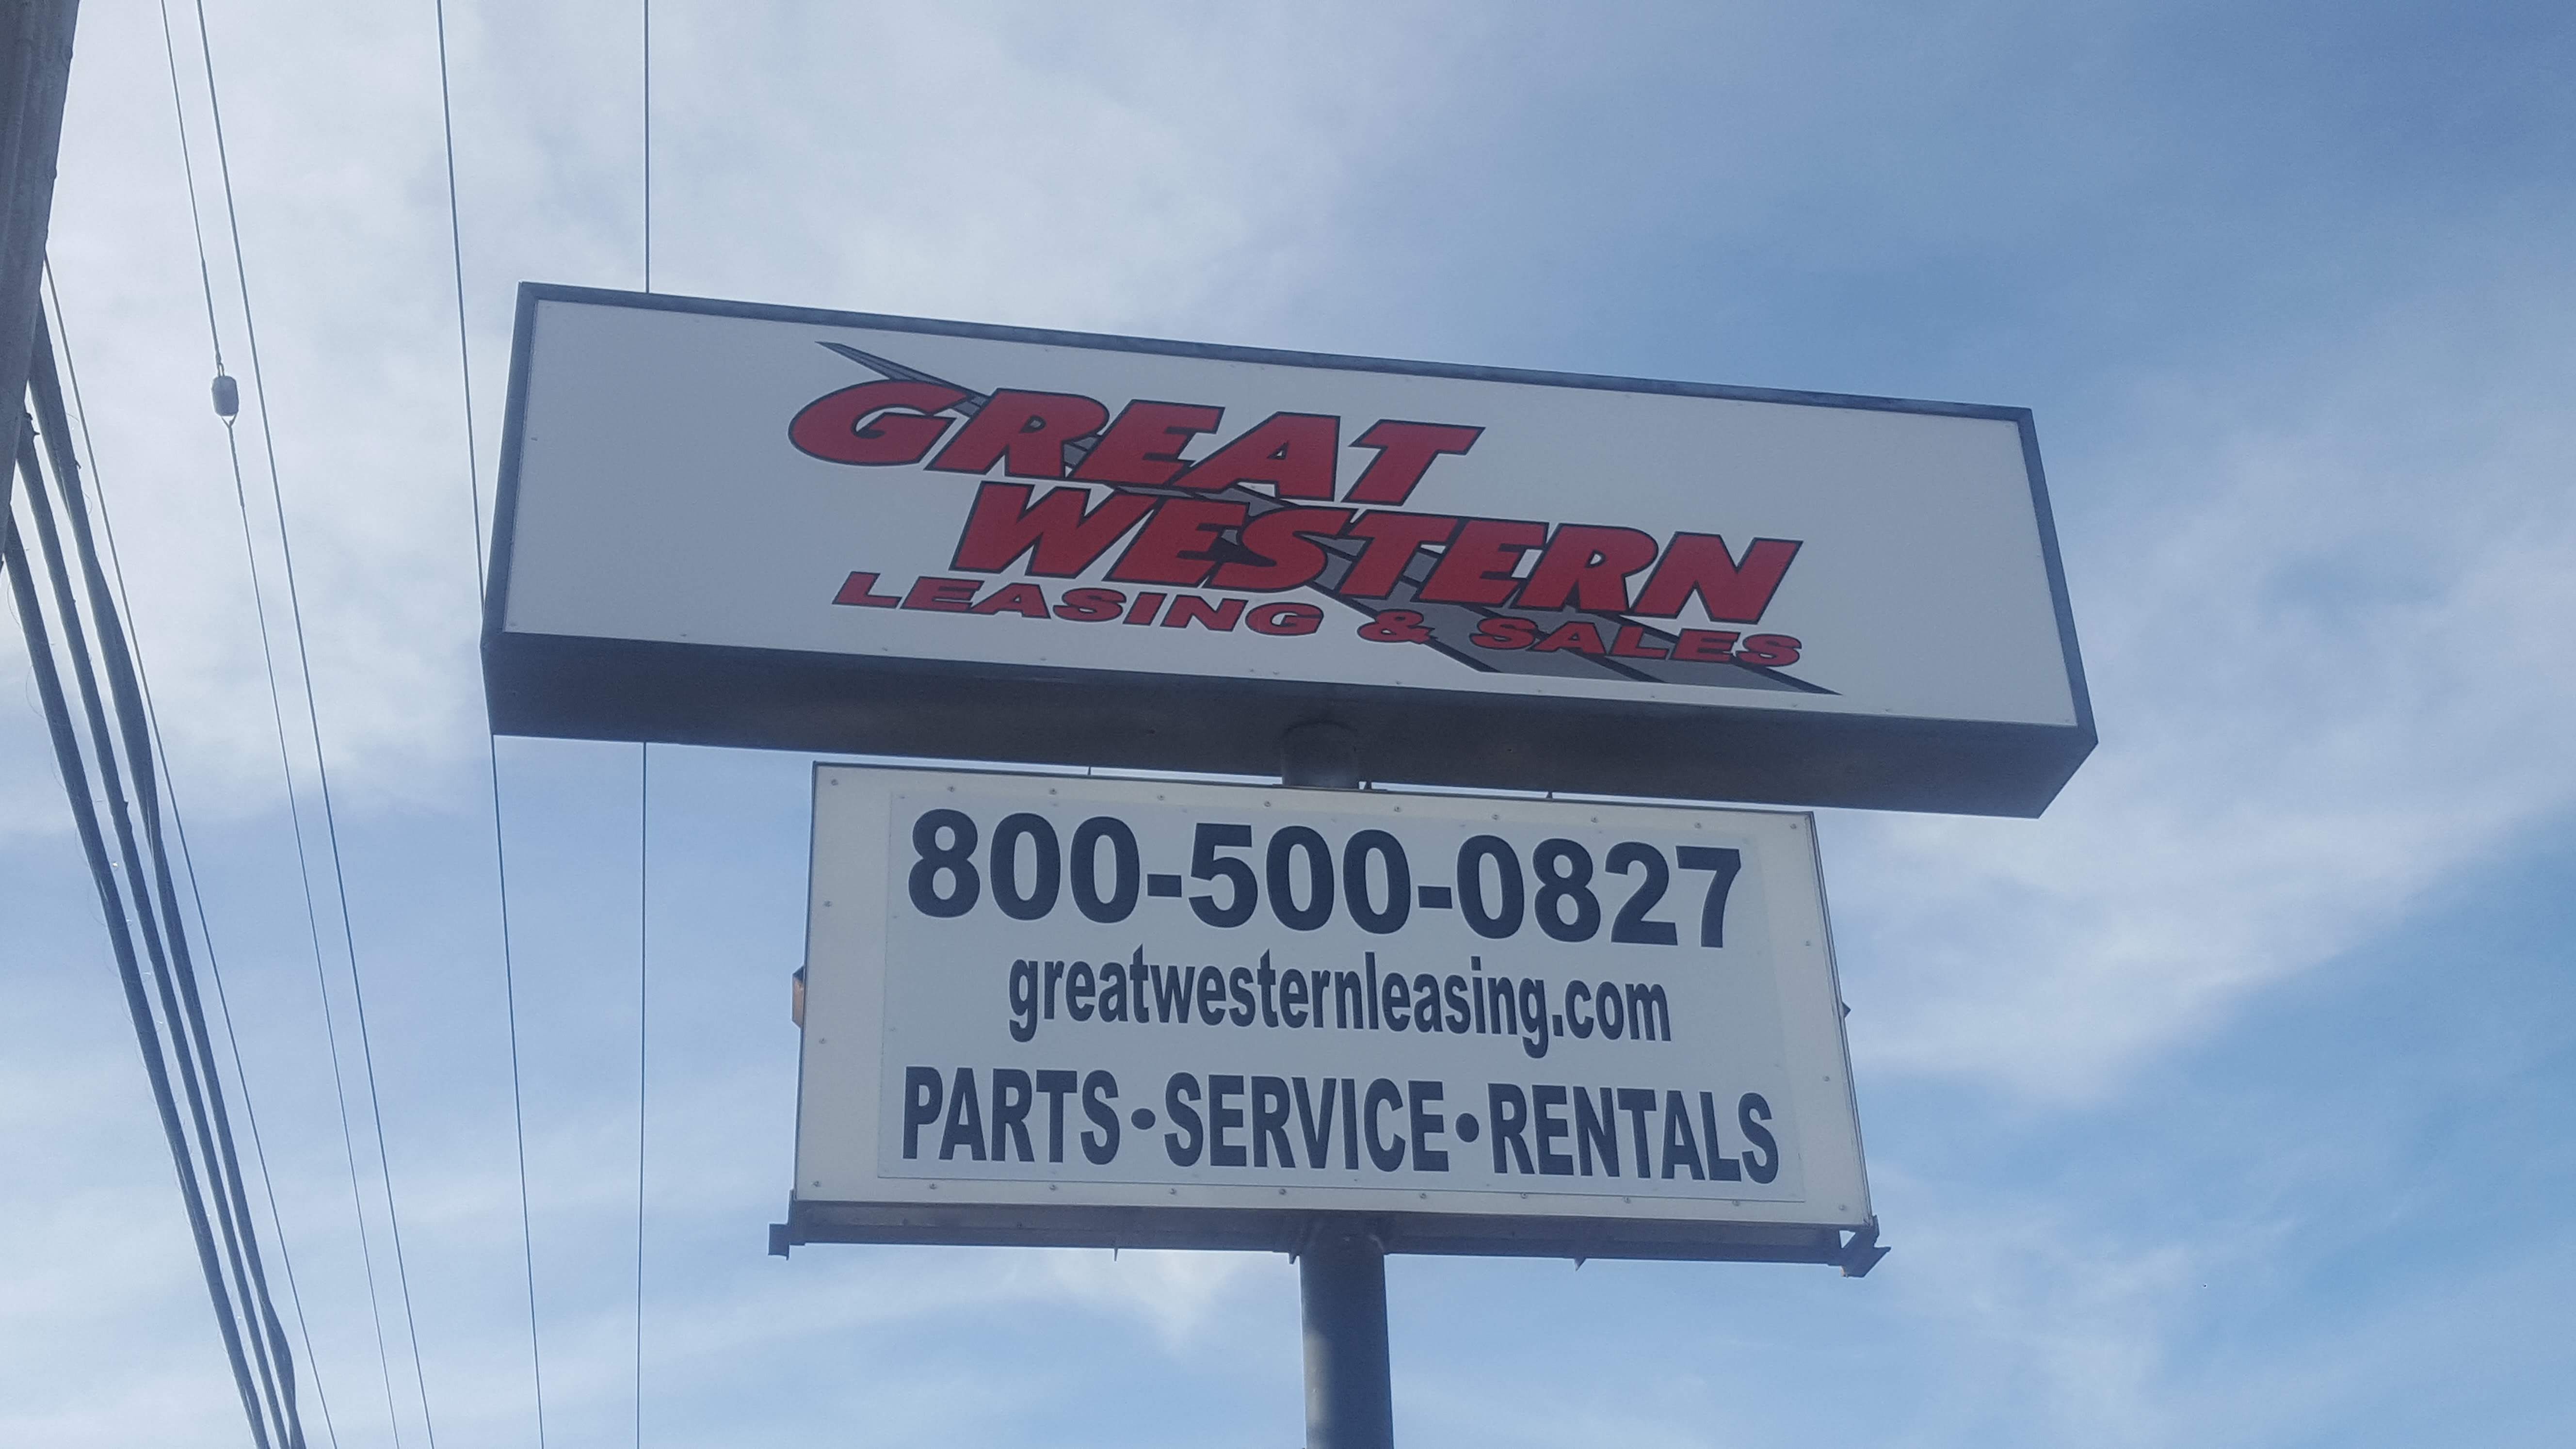 GREAT
WESTERN
LEASING & SALES
800-500-0827
greatwesternleasing.com
PARTS•SERVICE•RENTALS